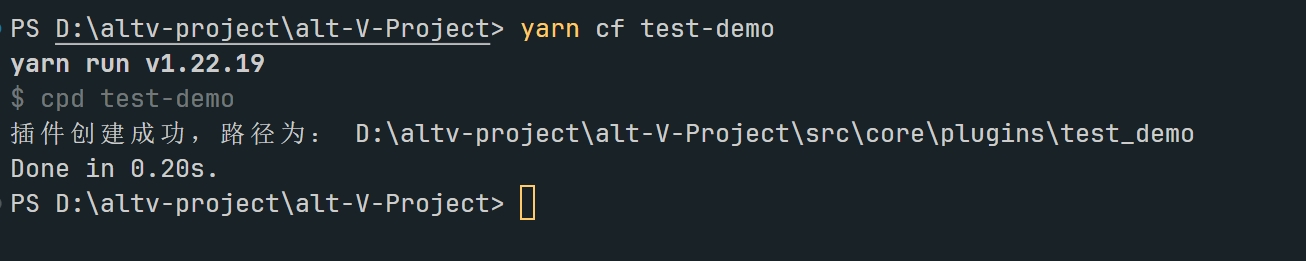 PS D:\altv-project\alt-V-Project> yarn cf test-demo
yarn run v1.22.19
$ cpd test-demo
插件创建成功，路径为： D:\altv-project\alt-V-Project\src\core\plugins\test_demo
Done in 0.20s.
PS D:\altv-project\alt-V-Project>